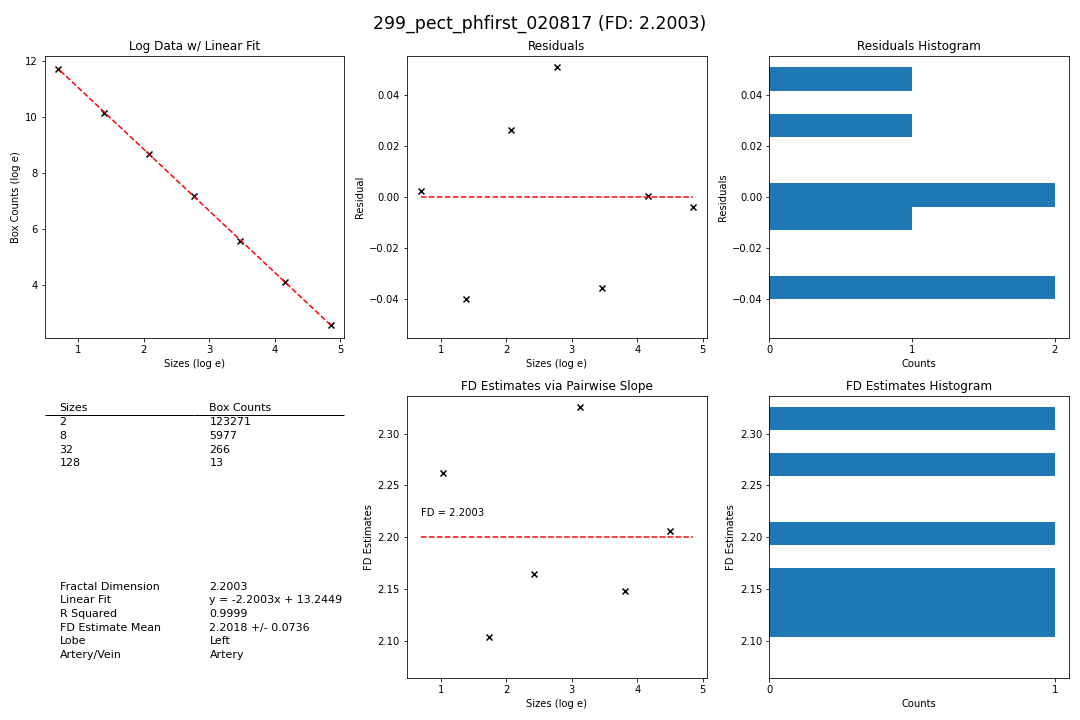 299_pect_phfirst_020817 (FD: 2.2003)
Log Data w/ Linear Fit
Box Counts (log e)
12
10
8
6
4
1 2 3 4 5
Sizes (log e)
Residuals
Residual
0.04
0.02
0.00
−0.02
−0.04
1 2 3 4 5
Sizes (log e)
Residuals Histogram
Residuals
0.04
0.02
0.00
−0.02
−0.04
0 1 2
Counts
Sizes Box Counts
2 123271
8 5977
32 266
128 13
Fractal Dimension 2.2003
Linear Fit y = -2.2003x + 13.2449
R Squared 0.9999
FD Estimate Mean 2.2018 +/- 0.0736
Lobe Left
Artery/Vein Artery
FD Estimates via Pairwise Slope
FD Estimates
2.30
2.25
2.20
2.15
2.10
FD = 2.2003
1 2 3 4 5
Sizes (log e)
FD Estimates Histogram
FD Estimates
2.30
2.25
2.20
2.15
2.10
0 1
Counts